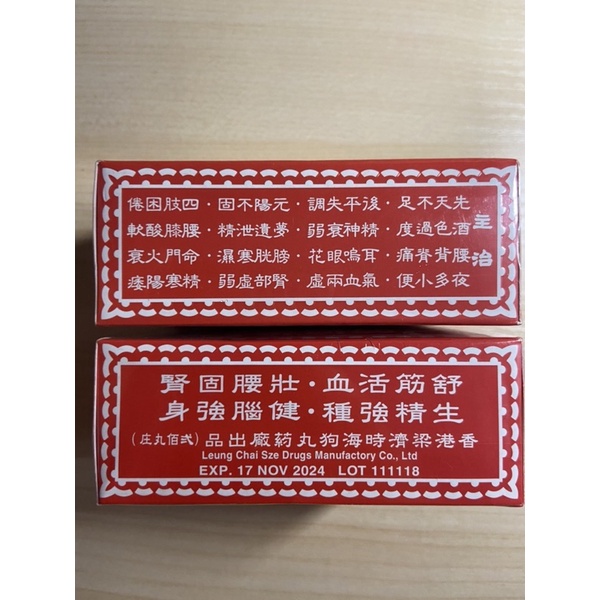 主治
先天不足·後平失調·元陽不固·四肢困倦
酒色過度·精神衰弱·夢遺泄精·腰膝酸軟
腰背脊痛·耳嗚眼花·膀胱寒濕·命門火衰
夜多小便·氣血兩虛·腎部虛弱·精寒陽痿
舒筋活血·壯腰固腎
生精強種·健腦強身
香港梁濟時海狗丸葯廠出品(貳佰丸庄)
Leung Chai Sze Drugs Manufactory Co., Ltd
EXP. 17 NOV 2024 LOT 111118